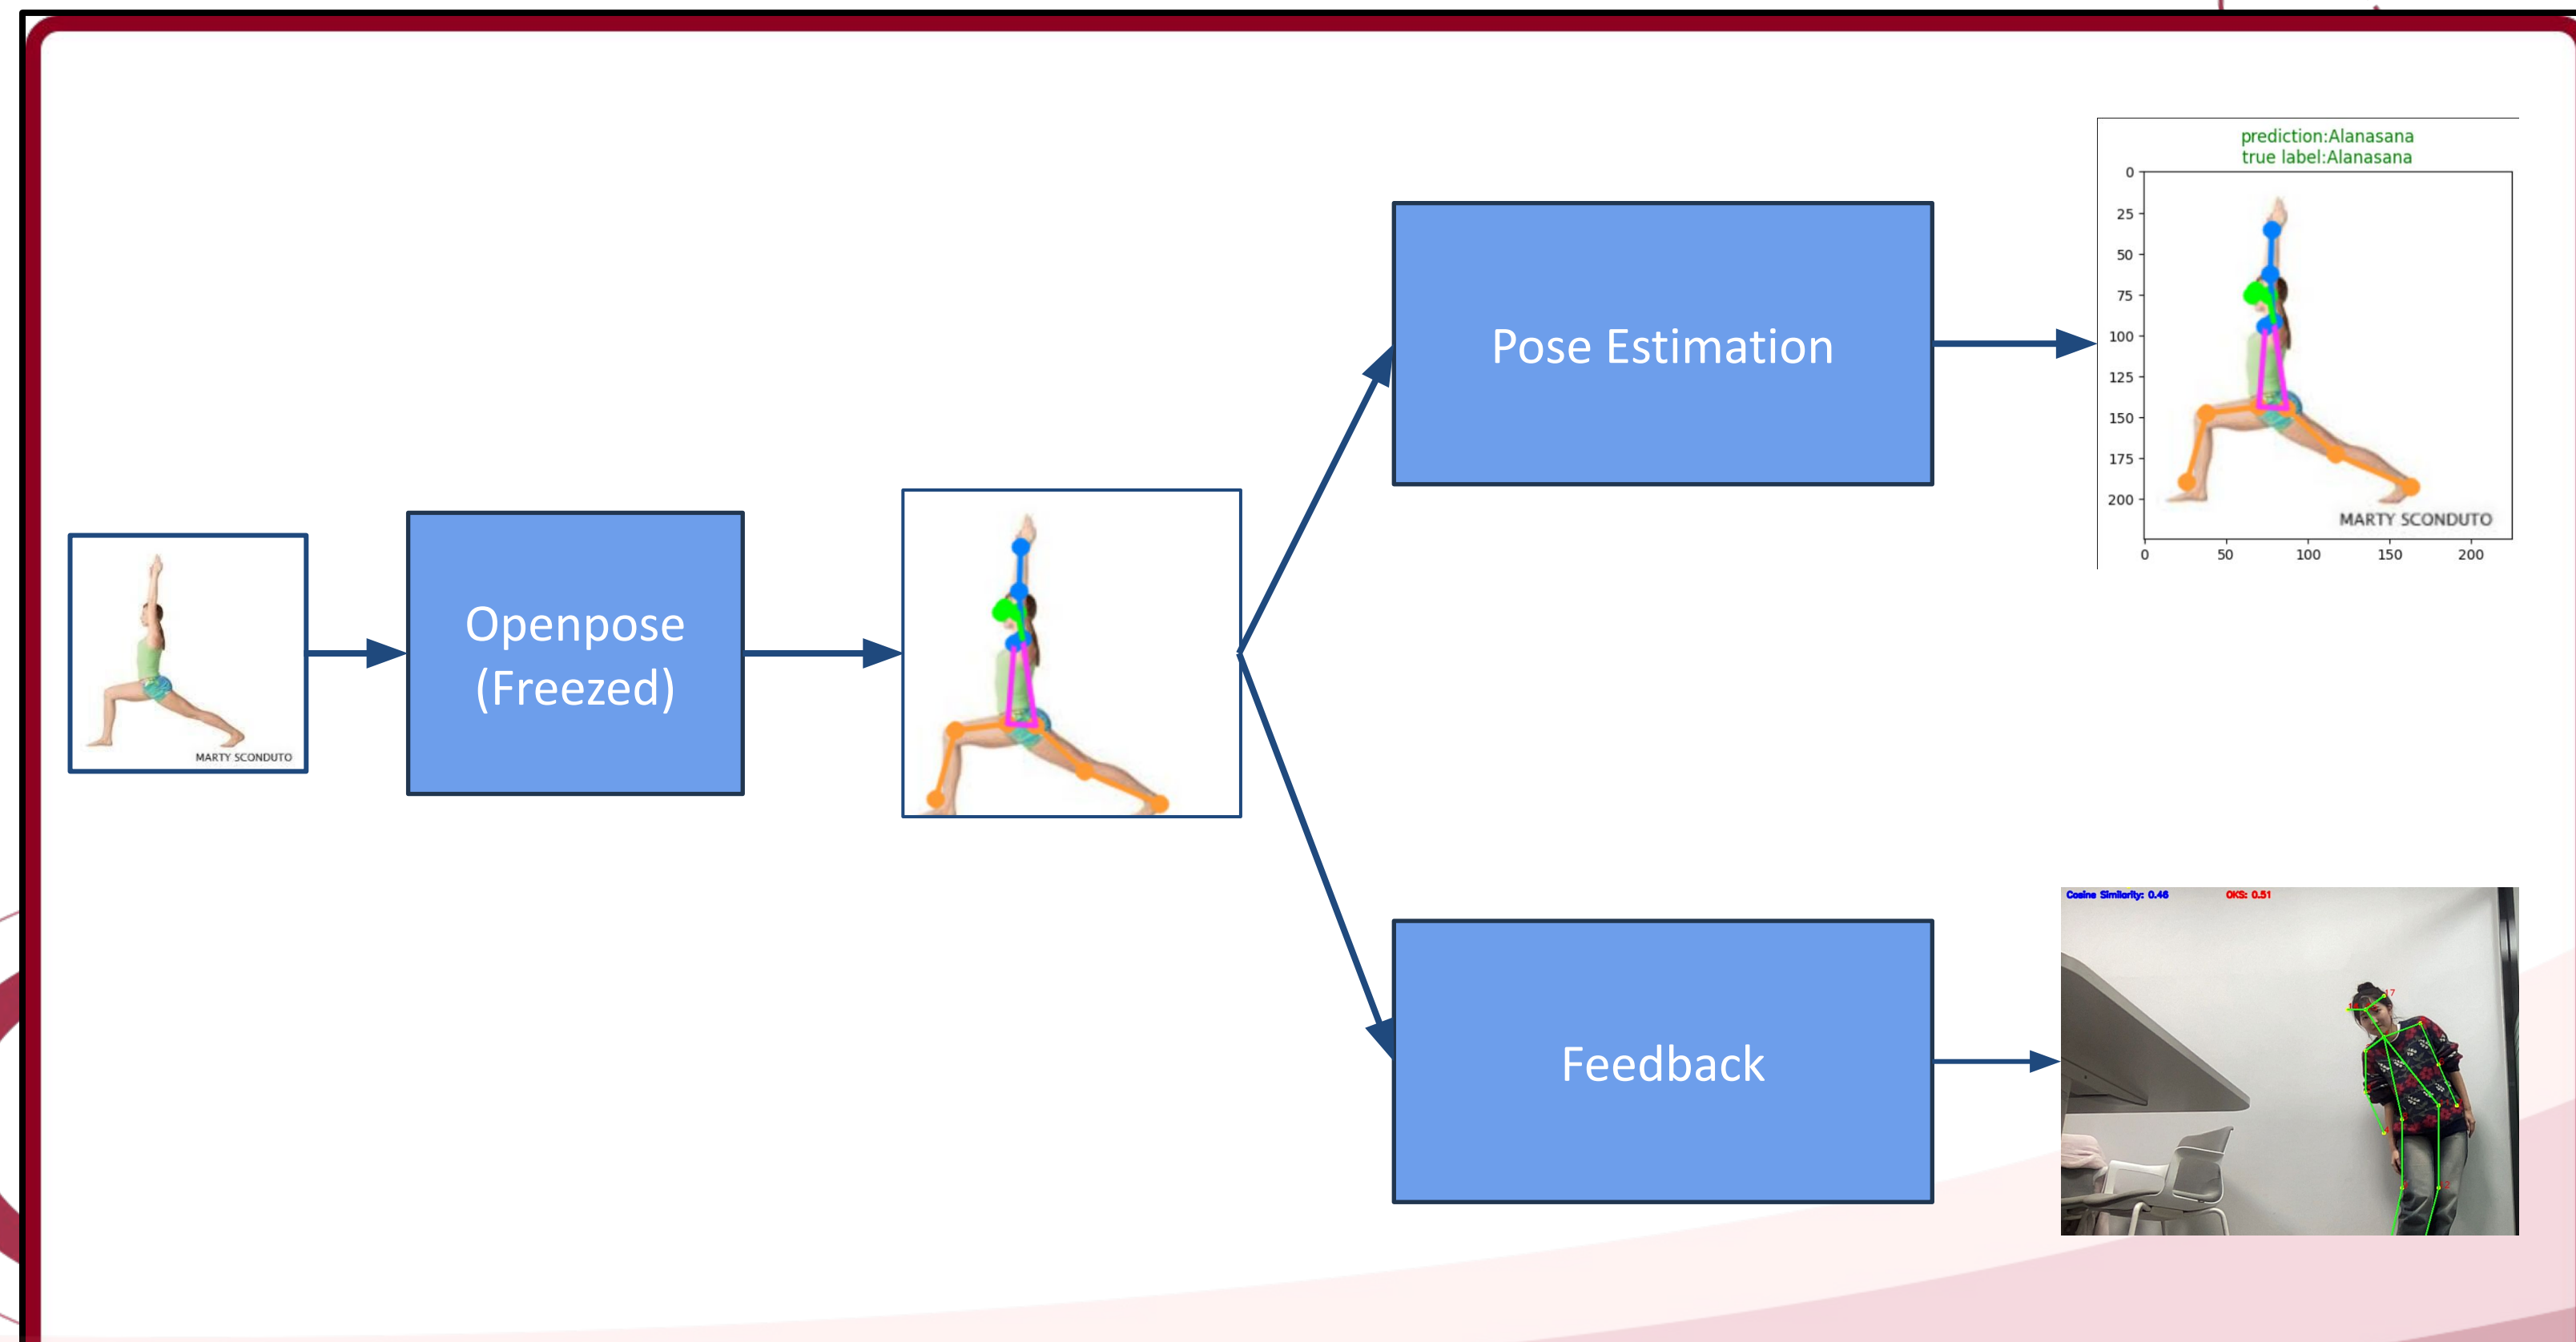 MARTY SCONDUTO
Openpose
(Freezed)
Pose Estimation
prediction:Alanasana
true label:Alanasana
0
25
50
75
100
125
150
175
200
MARTY SCONDUTO
0 50 100 150 200
Feedback
Cosine Similarity: 0.46 OKS: 0.51
17